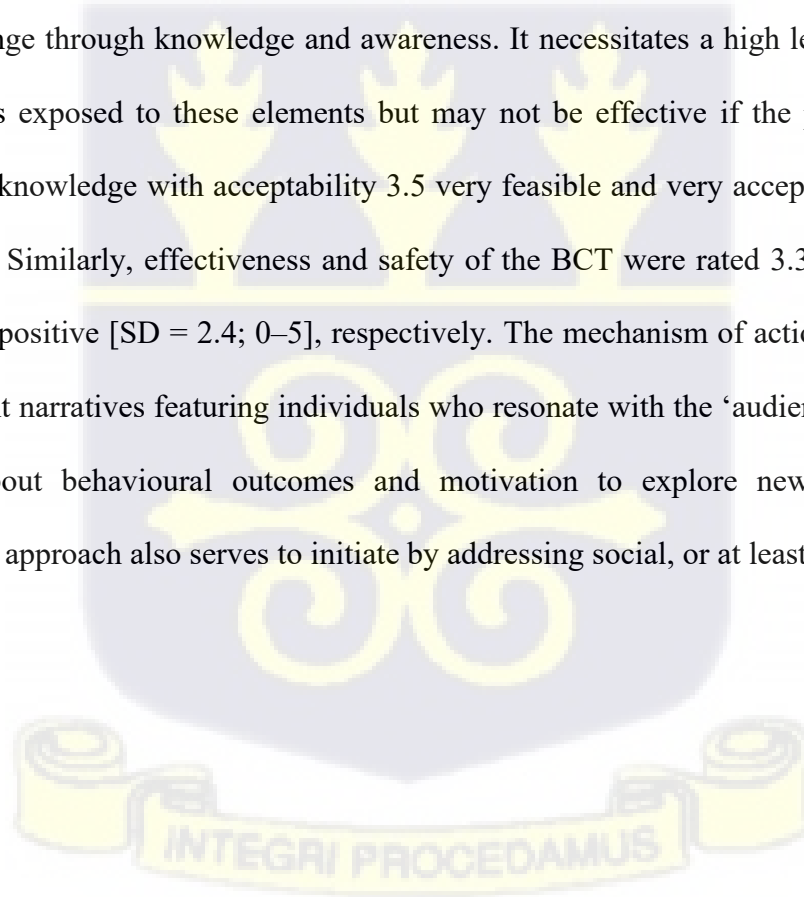 nge through knowledge and awareness. It necessitates a high le
s exposed to these elements but may not be effective if the
knowledge with acceptability 3.5 very feasible and very accep
Similarly, effectiveness and safety of the BCT were rated 3.3
positive [SD = 2.4; 0–5], respectively. The mechanism of actio
t narratives featuring individuals who resonate with the ‘audien
out behavioural outcomes and motivation to explore new
approach also serves to initiate by addressing social, or at least
INTEGRI PROCEDAMUS